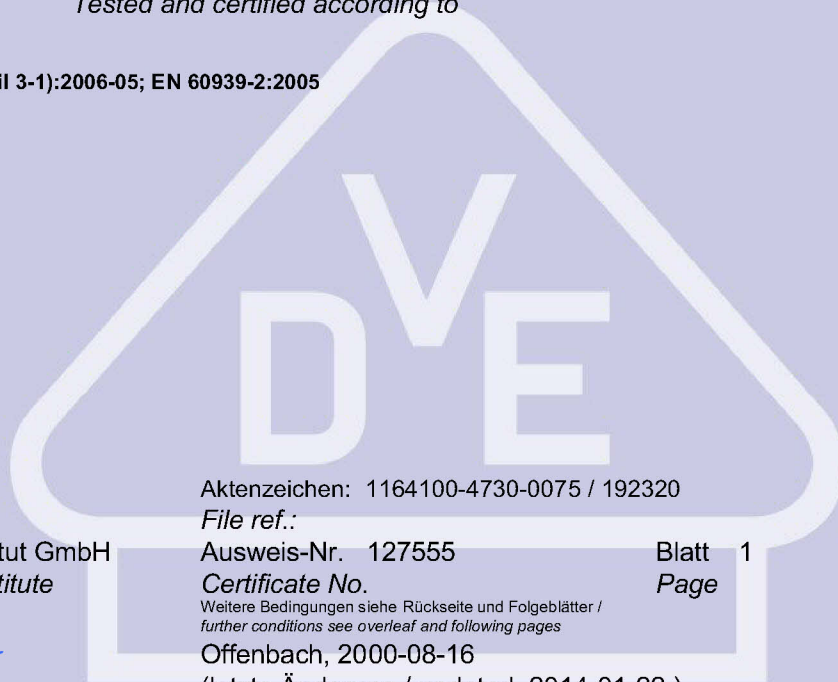 Tested and certified according to
il 3-1):2006-05; EN 60939-2:2005
DVE
Aktenzeichen: 1164100-4730-0075 / 192320
File ref.:
tut GmbH Ausweis-Nr. 127555 Blatt 1
titute Certificate No. Page
Weitere Bedingungen siehe Rückseite und Folgeblätter /
further conditions see overleaf and following pages
Offenbach, 2000-08-16